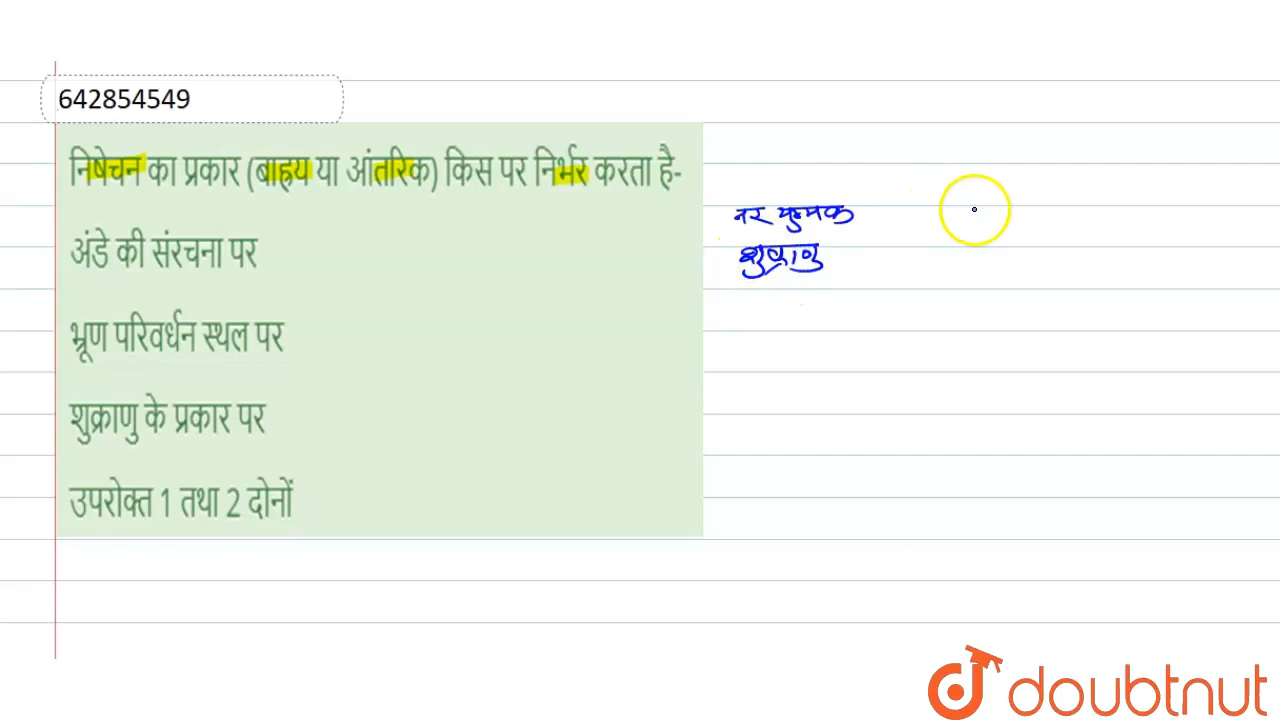 642854549
निषेचन का प्रकार (बाह्रय या आंतरिक) किस पर निर्भर करता है-
अंडे की संरचना पर
भ्रूण परिवर्धन स्थल पर
शुक्राणु के प्रकार पर
उपरोक्त 1 तथा 2 दोनों
नर युग्मक
शुक्राणु
doubtnut